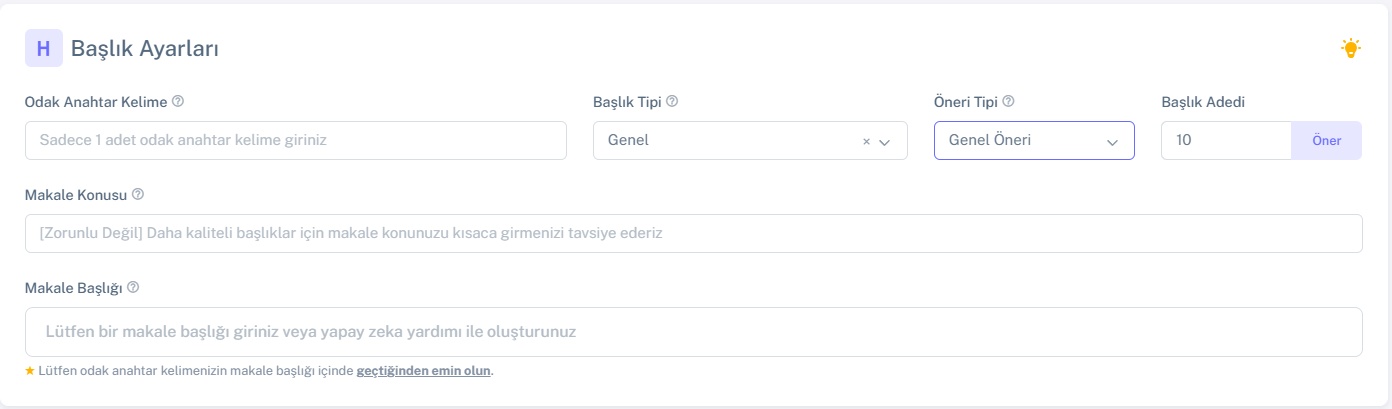 H Başlık Ayarları
Odak Anahtar Kelime
Başlık Tipi
Öneri Tipi
Başlık Adedi
Sadece 1 adet odak anahtar kelime giriniz
Genel ×
Genel Öneri
10
Öner
Makale Konusu
[Zorunlu Değil] Daha kaliteli başlıklar için makale konunuzu kısaca girmenizi tavsiye ederiz
Makale Başlığı
Lütfen bir makale başlığı giriniz veya yapay zeka yardımı ile oluşturunuz
★ Lütfen odak anahtar kelimenizin makale başlığı içinde geçtiğinden emin olun.